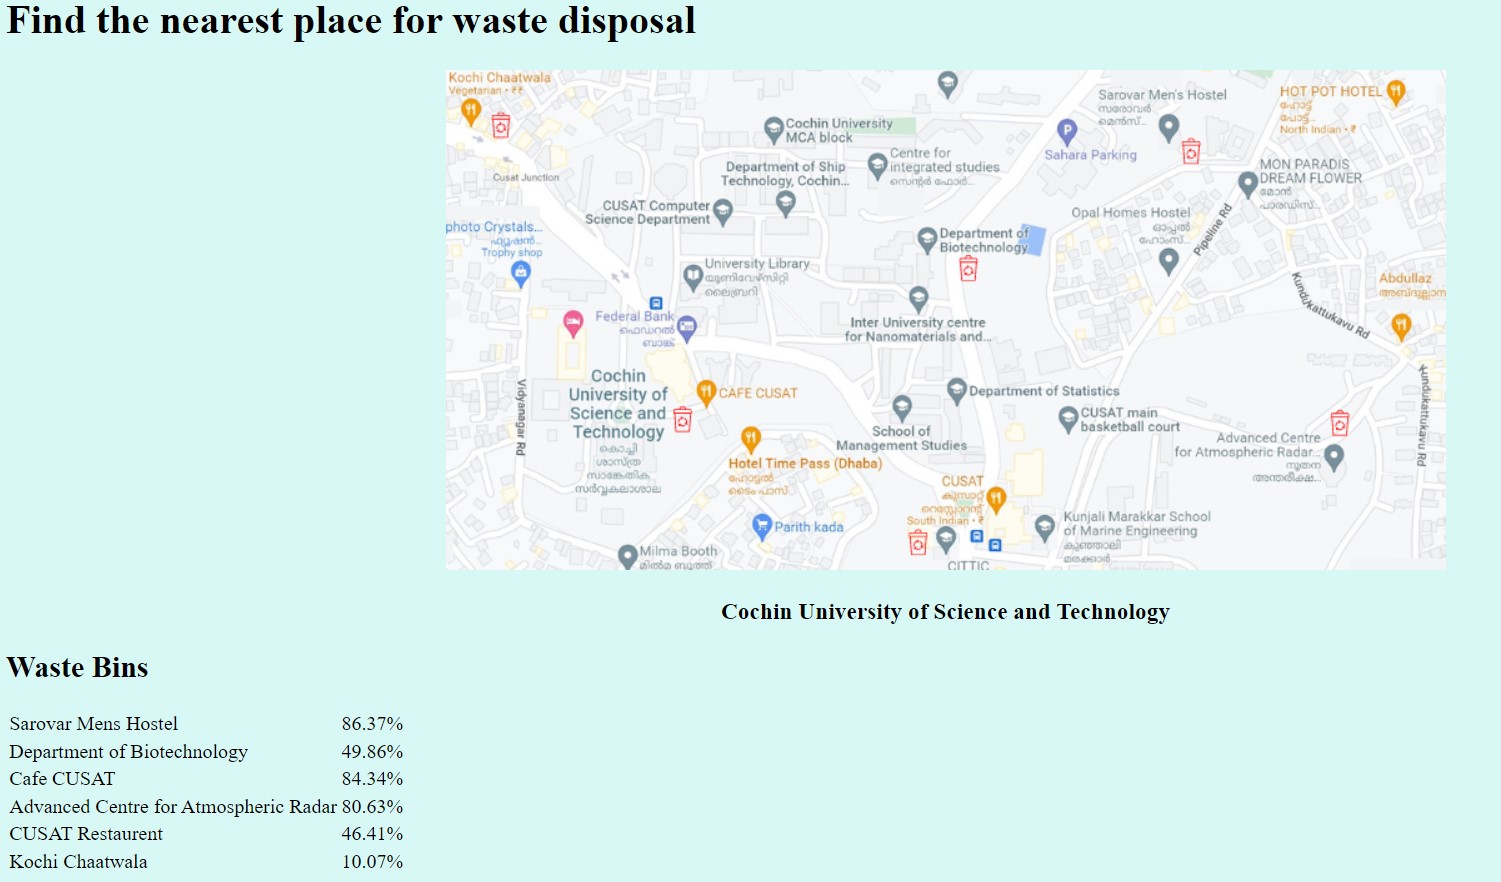 Find the nearest place for waste disposal
Kochi Chaatwala
Vegetarian • ₹₹
Cusat Junction
Cochin University
MCA block
Department of Ship
Technology, Cochin...
Centre for
integrated studies
സെന്റർ ഫോർ...
CUSAT Computer
Science Department
Sahara Parking
P
Sarovar Men's Hostel
സരോവർ
മെൻസ്...
HOT POT HOTEL
ഹോട്ട്
പോട്ട്...
North Indian • ₹
MON PARADIS
DREAM FLOWER
മോൻ
പാരഡിസ്...
Opal Homes Hostel
ഓപ്പൽ
ഹോംസ്...
Pipeline Rd
photo Crystals...
Trophy shop
University Library
യൂണിവേഴ്സിറ്റി
ലൈബ്രറി
Department of
Biotechnology
Federal Bank
ഫെഡറൽ
ബാങ്ക്
Inter University centre
for Nanomaterials and...
Kundukattukavu Rd
Abdullaz
Cochin
University of
Science and
Technology
കൊച്ചി
ശാസ്ത്ര
സാങ്കേതിക
സർവ്വകലാശാല
Vidyanagar Rd
CAFE CUSAT
Hotel Time Pass (Dhaba)
ഹോട്ടൽ
ടൈം പാസ്
Department of Statistics
School of
Management Studies
CUSAT main
basketball court
Advanced Centre
for Atmospheric Radar...
നൂതന
അന്തരീക്ഷ...
Kundukattukavu Rd
CUSAT
കുസാറ്റ്
റെസ്റ്റോറന്റ്
South Indian • ₹
Parith kada
Kunjali Marakkar School
of Marine Engineering
കുഞ്ഞാലി
മരക്കാർ...
Milma Booth
മിൽമ ബൂത്ത്
CITTIC
Cochin University of Science and Technology
Waste Bins
Sarovar Mens Hostel 86.37%
Department of Biotechnology 49.86%
Cafe CUSAT 84.34%
Advanced Centre for Atmospheric Radar 80.63%
CUSAT Restaurent 46.41%
Kochi Chaatwala 10.07%